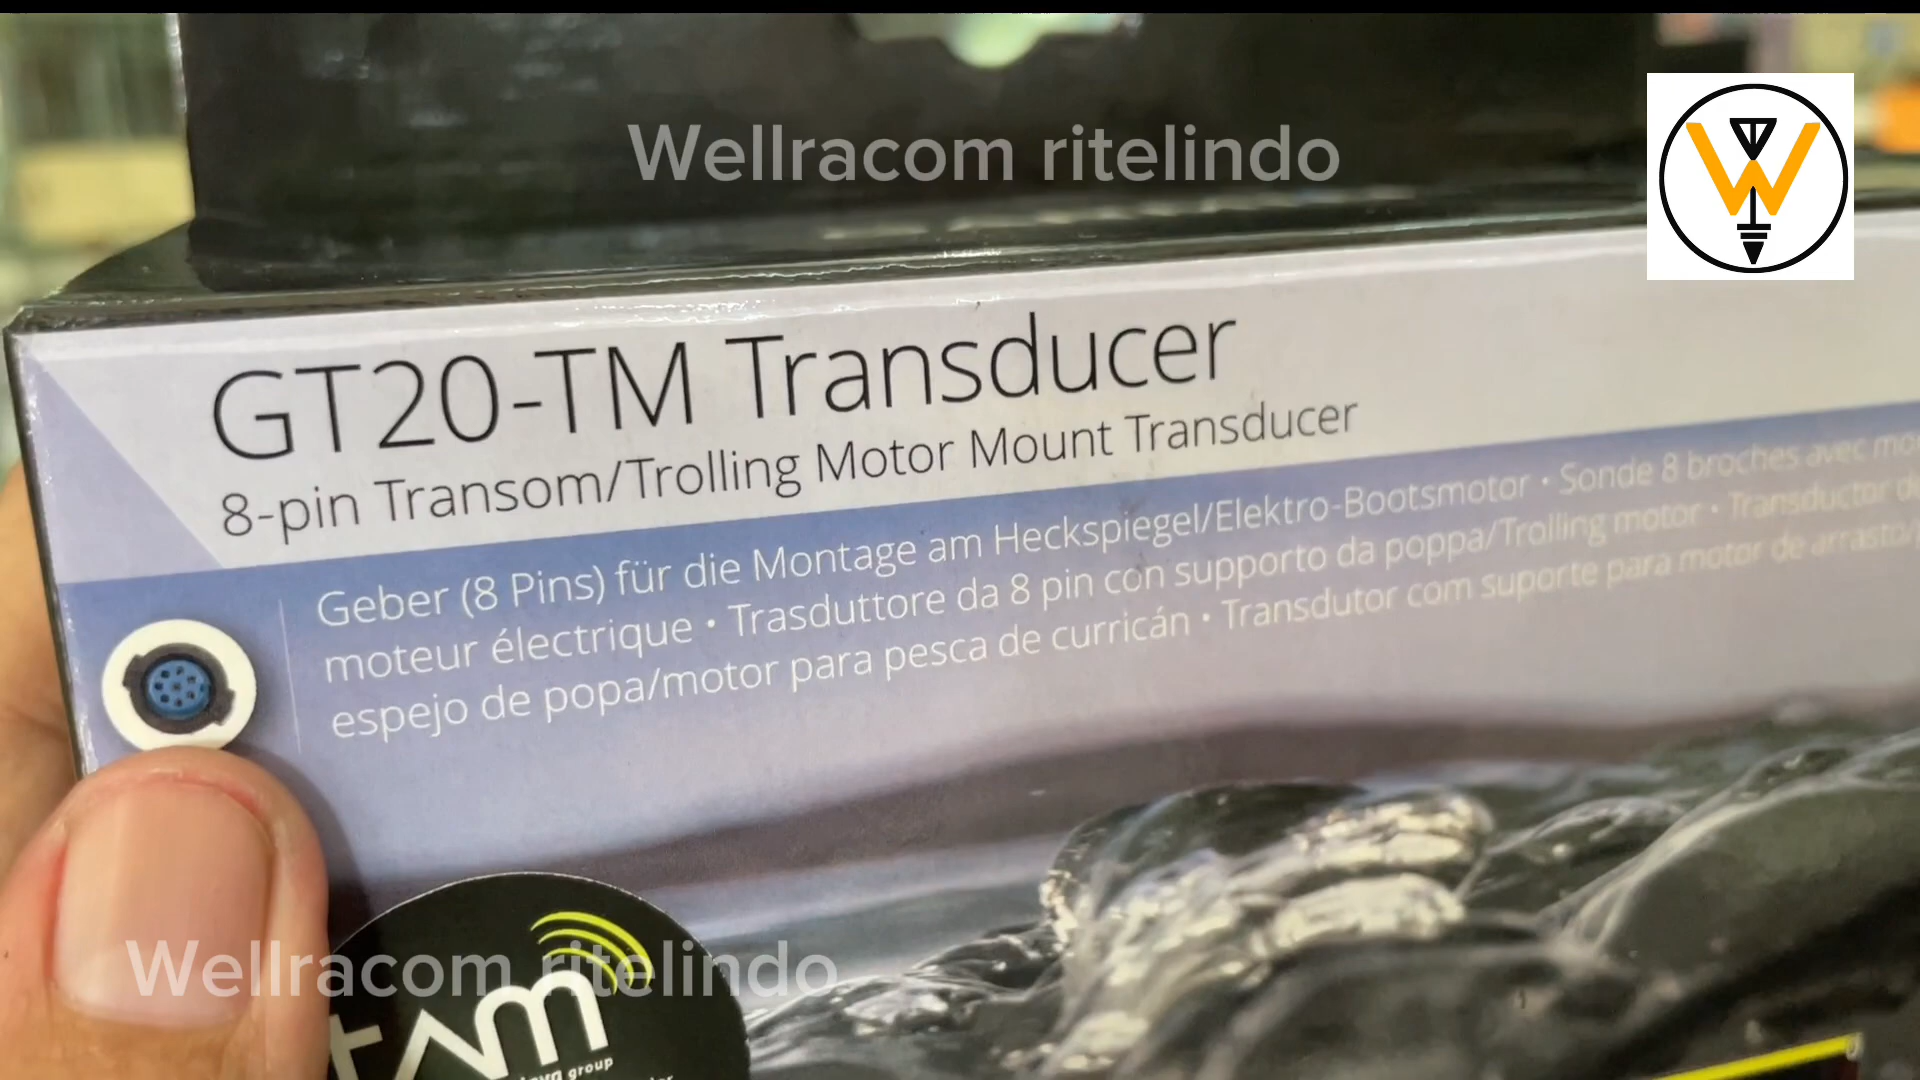 Wellracom ritelindo
W
GT20-TM Transducer
8-pin Transom/Trolling Motor Mount Transducer
Geber (8 Pins) für die Montage am Heckspiegel/Elektro-Bootsmotor • Sonde 8 broches avec
moteur électrique • Trasduttore da 8 pin con supporto da poppa/Trolling motor • Transductor
espejo de popa/motor para pesca de curricán • Transdutor com suporte para motor de arrasto/
Wellracom ritelindo
tam
group